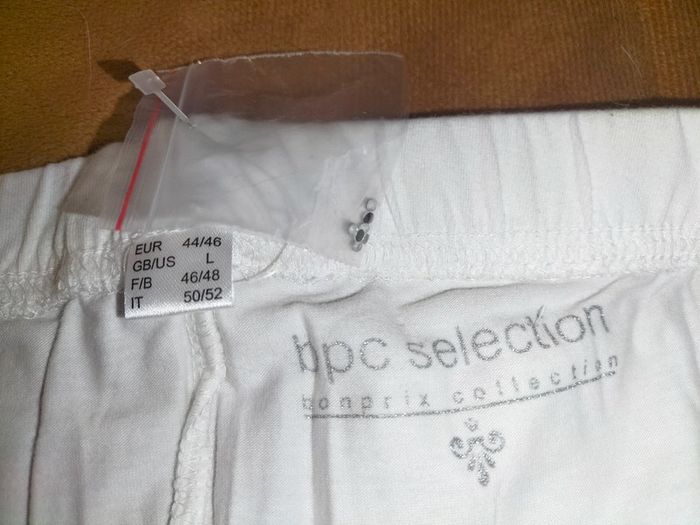 EUR 44/46
GB/US L
F/B 46/48
IT 50/52
bpc selection
bonprix collection